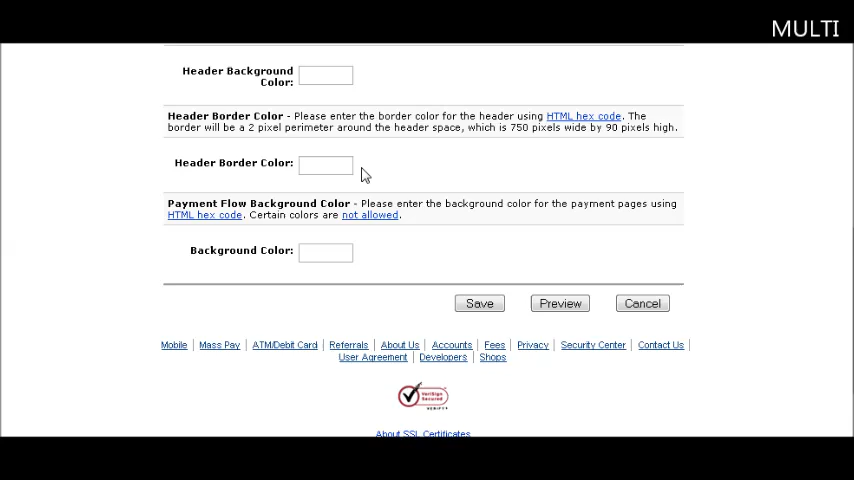 MULTI
Header Background
Color:
Header Border Color - Please enter the border color for the header using HTML hex code. The
border will be a 2 pixel perimeter around the header space, which is 750 pixels wide by 90 pixels high.
Header Border Color:
Payment Flow Background Color - Please enter the background color for the payment pages using
HTML hex code. Certain colors are not allowed.
Background Color:
Save Preview Cancel
Mobile | Mass Pay | ATM/Debit Card | Referrals | About Us | Accounts | Fees | Privacy | Security Center | Contact Us |
User Agreement | Developers | Shops
VeriSign
Secured
VERIFY
About SSL Certificates